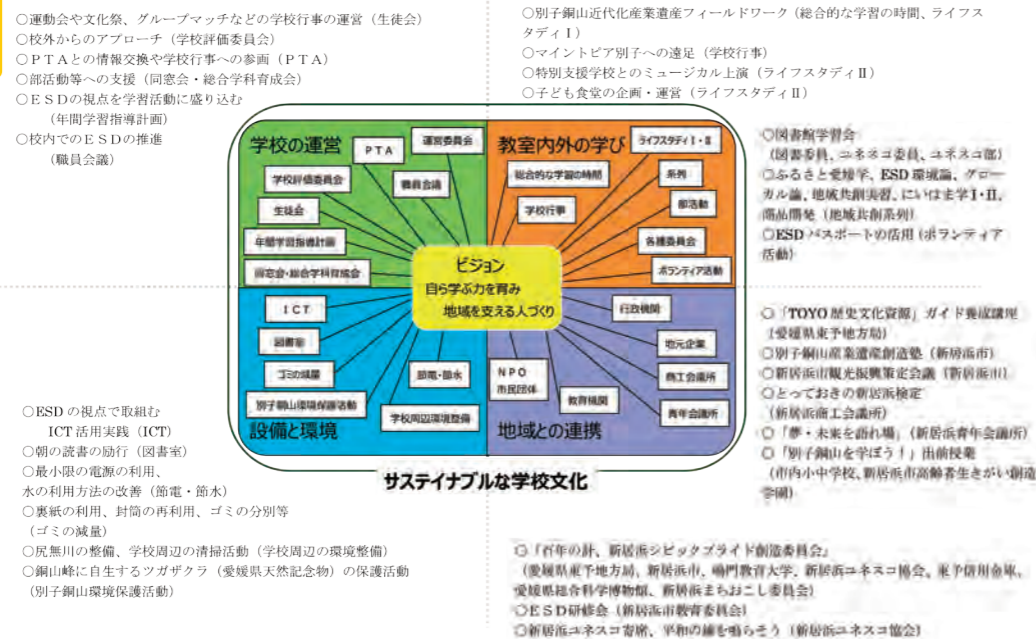 ○運動会や文化祭、グループマッチなどの学校行事の運営（生徒会）
○校外からのアプローチ（学校評価委員会）
○ＰＴＡとの情報交換や学校行事への参画（ＰＴＡ）
○部活動等への支援（同窓会・総合学科育成会）
○ＥＳＤの視点を学習活動に盛り込む
（年間学習指導計画）
○校内でのＥＳＤの推進
（職員会議）
○別子銅山近代化産業遺産フィールドワーク（総合的な学習の時間、ライフス
タディⅠ）
○マイントピア別子への遠足（学校行事）
○特別支援学校とのミュージカル上演（ライフスタディⅡ）
○子ども食堂の企画・運営（ライフスタディⅡ）
学校の運営
ＰＴＡ
運営委員会
学校評価委員会
職員会議
生徒会
年間学習指導計画
同窓会・総合学科育成会
教室内外の学び
ライフスタディⅠ・Ⅱ
総合的な学習の時間
系列
学校行事
部活動
各種委員会
ボランティア活動
ビジョン
自ら学ぶ力を育み
地域を支える人づくり
ＩＣＴ
図書室
ゴミの減量
節電・節水
別子銅山環境保護活動
学校周辺環境整備
設備と環境
行政機関
地元企業
ＮＰＯ
市民団体
商工会議所
教育機関
青年会議所
地域との連携
サステイナブルな学校文化
○図書館学習会
（図書委員、ユネスコ委員、ユネスコ部）
○ふるさと愛媛学、ESD 環境論、グロー
カル論、地域共創実習、にいはま学Ⅰ・Ⅱ、
商品開発（地域共創系列）
○ESD パスポートの活用（ボランティア
活動）
○「TOYO 歴史文化資源」ガイド養成講座
（愛媛県東予地方局）
○別子銅山産業遺産創造塾（新居浜市）
○新居浜市観光振興策定会議（新居浜市）
○とっておきの新居浜検定
（新居浜商工会議所）
○「夢・未来を語れ場」（新居浜青年会議所）
○「別子銅山を学ぼう！」出前授業
（市内小中学校、新居浜市高齢者生きがい創造
学園）
○ESD の視点で取組む
ICT 活用実践（ICT）
○朝の読書の励行（図書室）
○最小限の電源の利用、
水の利用方法の改善（節電・節水）
○裏紙の利用、封筒の再利用、ゴミの分別等
（ゴミの減量）
○尻無川の整備、学校周辺の清掃活動（学校周辺の環境整備）
○銅山峰に自生するツガザクラ（愛媛県天然記念物）の保護活動
（別子銅山環境保護活動）
○「百年の計、新居浜シビックプライド創造委員会」
（愛媛県東予地方局、新居浜市、鳴門教育大学、新居浜ユネスコ協会、東予信用金庫、
愛媛県総合科学博物館、新居浜まちおこし委員会）
○ＥＳＤ研修会（新居浜市教育委員会）
○新居浜ユネスコ寄席、平和の鐘を鳴らそう（新居浜ユネスコ協会）